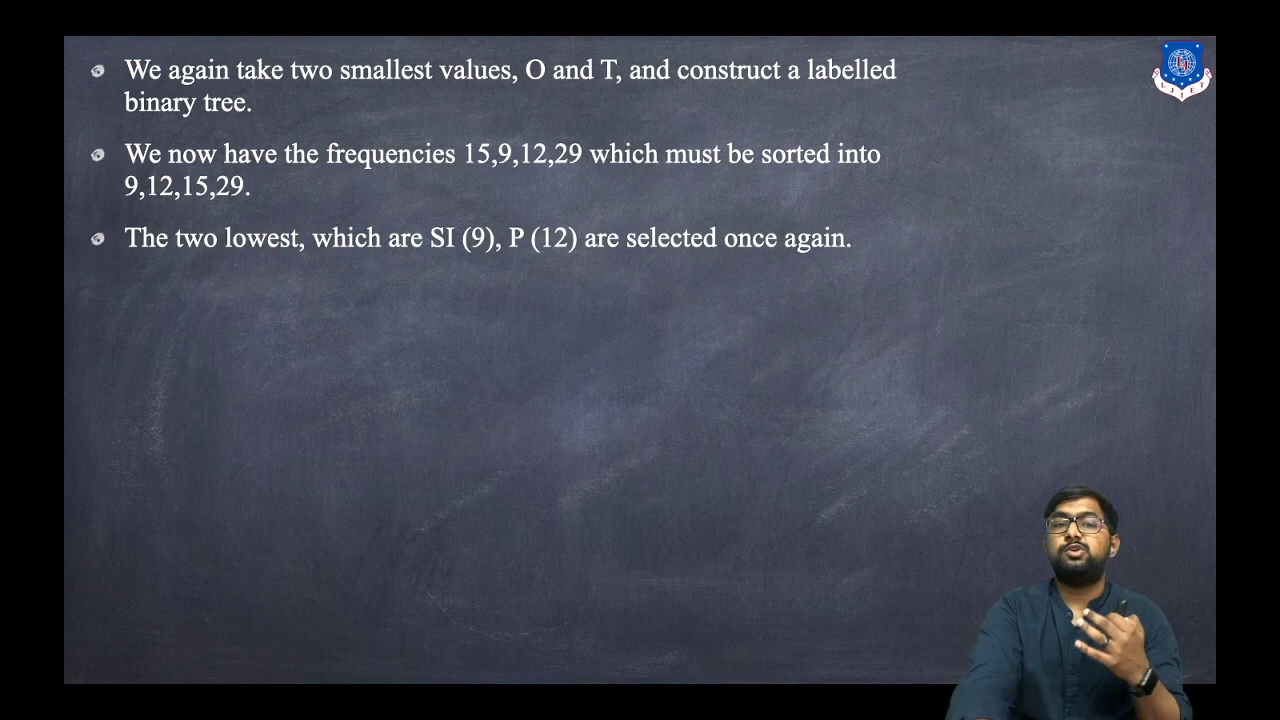 We again take two smallest values, O and T, and construct a labelled
binary tree.
We now have the frequencies 15,9,12,29 which must be sorted into
9,12,15,29.
The two lowest, which are SI (9), P (12) are selected once again.